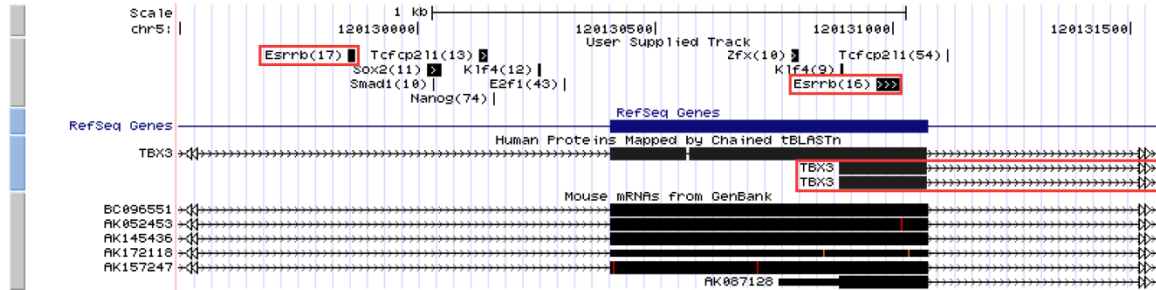 Scale 1 kb
chr5: 120130000 120130500 120131000 120131500
User Supplied Track
Esrrb(17) Tcfcp2l1(13) Zfx(10) Tcfcp2l1(54)
Sox2(11) Klf4(12) Klf4(9)
Smad1(10) E2f1(43) Esrrb(16)
Nanog(74)
RefSeq Genes
RefSeq Genes
Human Proteins Mapped by Chained tBLASTn
TBX3
TBX3
TBX3
Mouse mRNAs from GenBank
BC096551
AK052453
AK145436
AK172118
AK157247
AK087128